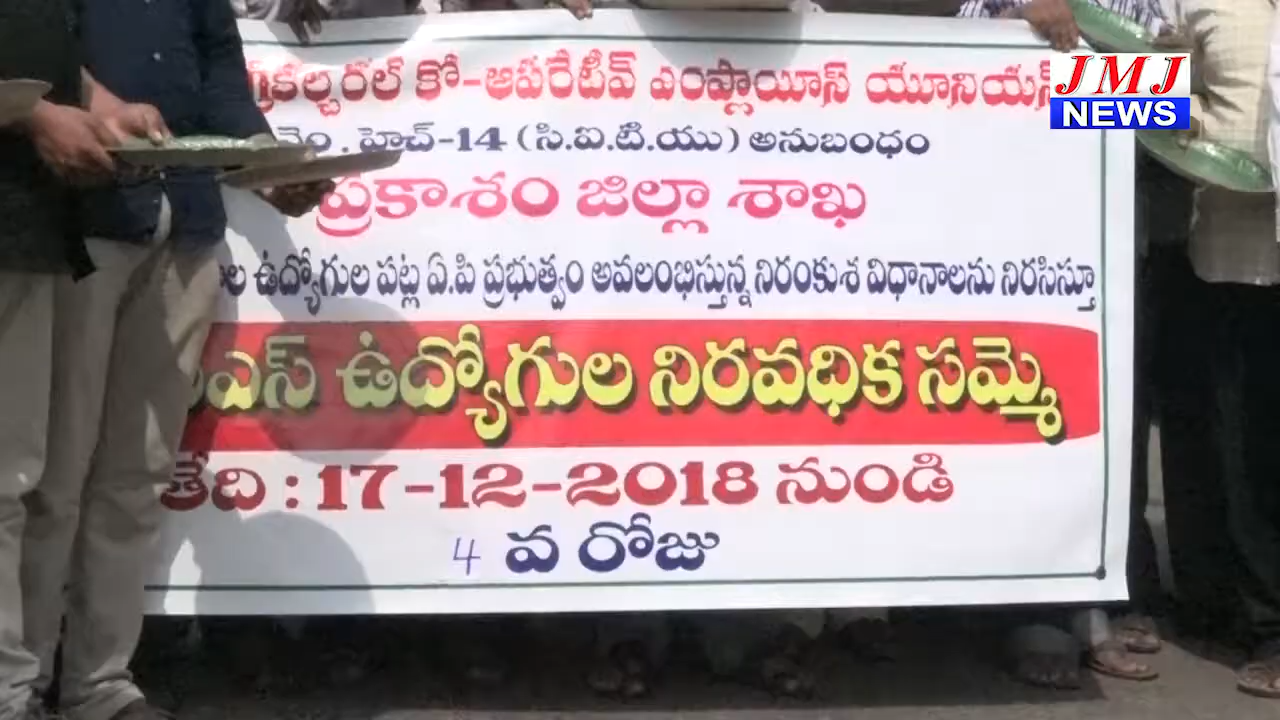 కో-ఆపరేటీవ్ ఎంప్లాయీస్ యూనియన్
JMJ
NEWS
హెచ్-14 (సి.ఐ.టి.యు) అనుబంధం
ప్రకాశం జిల్లా శాఖ
ఉద్యోగుల పట్ల ఏ.పి ప్రభుత్వం అవలంభిస్తున్న నిరంకుశ విధానాలను నిరసిస్తూ
ఉద్యోగుల నిరవధిక సమ్మె
తేది : 17-12-2018 నుండి
4 వ రోజు